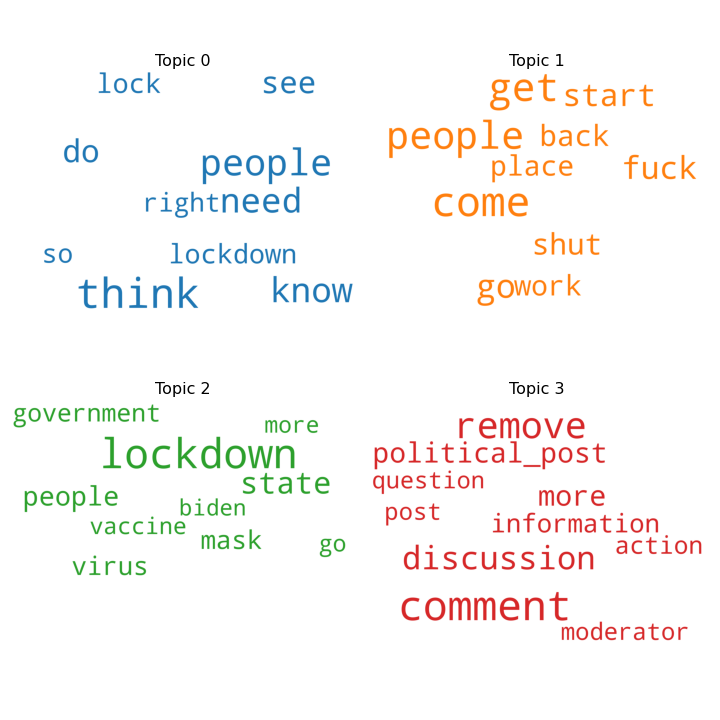 Topic 0
lock
see
do
people
right
need
so
lockdown
think
know
Topic 1
get
start
people
back
place
fuck
come
shut
go
work
Topic 2
government
more
lockdown
state
people
biden
vaccine
mask
go
virus
Topic 3
remove
political_post
question
more
post
information
action
discussion
comment
moderator